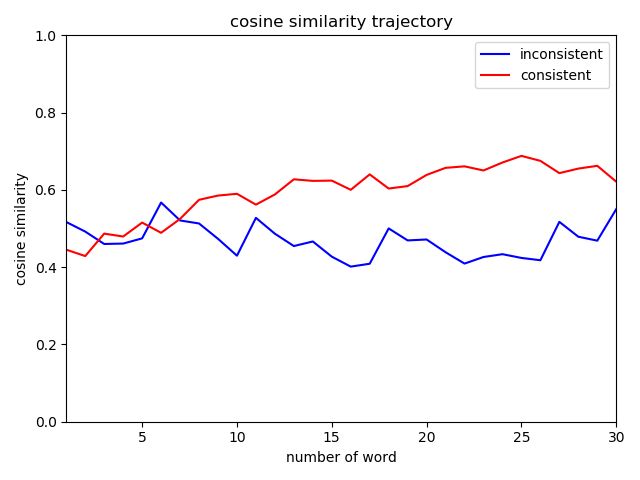 cosine similarity trajectory
inconsistent
consistent
1.0
0.8
0.6
0.4
0.2
0.0
cosine similarity
5 10 15 20 25 30
number of word